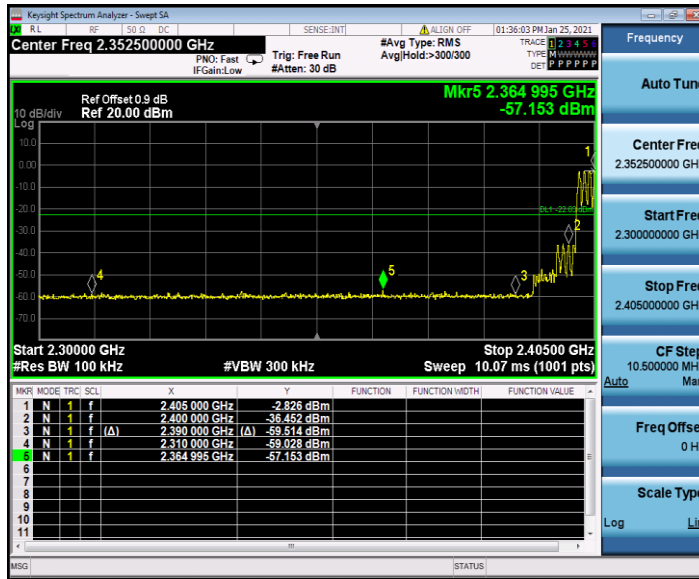 Keysight Spectrum Analyzer - Swept SA
LXI RL RF 50 Ω DC SENSE:INT ALIGN OFF 01:36:03 PM Jan 25, 2021
Center Freq 2.352500000 GHz
PNO: Fast
IFGain:Low
Trig: Free Run
#Atten: 30 dB
#Avg Type: RMS
Avg|Hold:>300/300
TRACE 1 2 3 4 5 6
TYPE M W W W W W
DET P P P P P P
Ref Offset 0.9 dB
10 dB/div Ref 20.00 dBm
Log
Mkr5 2.364 995 GHz
-57.153 dBm
10.0
0.00
-10.0
-20.0
-30.0
-40.0
-50.0
-60.0
-70.0
1
2
3
4
5
Start 2.30000 GHz Stop 2.40500 GHz
#Res BW 100 kHz #VBW 300 kHz Sweep 10.07 ms (1001 pts)
MKR MODE TRC SCL X Y FUNCTION FUNCTION WIDTH FUNCTION VALUE
1 N 1 f 2.405 000 GHz -2.826 dBm
2 N 1 f 2.400 000 GHz -36.452 dBm
3 N 1 f (Δ) 2.390 000 GHz (Δ) -59.514 dBm
4 N 1 f 2.310 000 GHz -59.028 dBm
5 N 1 f 2.364 995 GHz -57.153 dBm
6
7
8
9
10
11
MSG STATUS
Frequency
Auto Tun
Center Fre
2.352500000 GH
Start Fre
2.300000000 GH
Stop Fre
2.405000000 GH
CF Ste
10.500000 MH
Auto Ma
Freq Offse
0 H
Scale Typ
Log Li